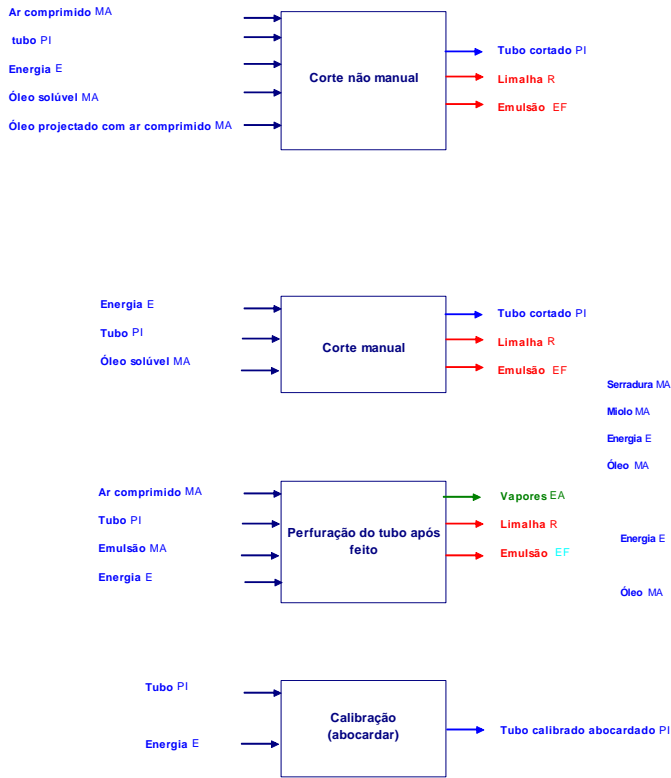 Ar comprimido MA
tubo PI
Energia E
Óleo solúvel MA
Óleo projectado com ar comprimido MA
Corte não manual
Tubo cortado PI
Limalha R
Emulsão EF
Energia E
Tubo PI
Óleo solúvel MA
Corte manual
Tubo cortado PI
Limalha R
Emulsão EF
Serradura MA
Miolo MA
Energia E
Óleo MA
Ar comprimido MA
Tubo PI
Emulsão MA
Energia E
Perfuração do tubo após
feito
Vapores EA
Limalha R
Emulsão EF
Energia E
Óleo MA
Tubo PI
Energia E
Calibração
(abocardar)
Tubo calibrado abocardado PI